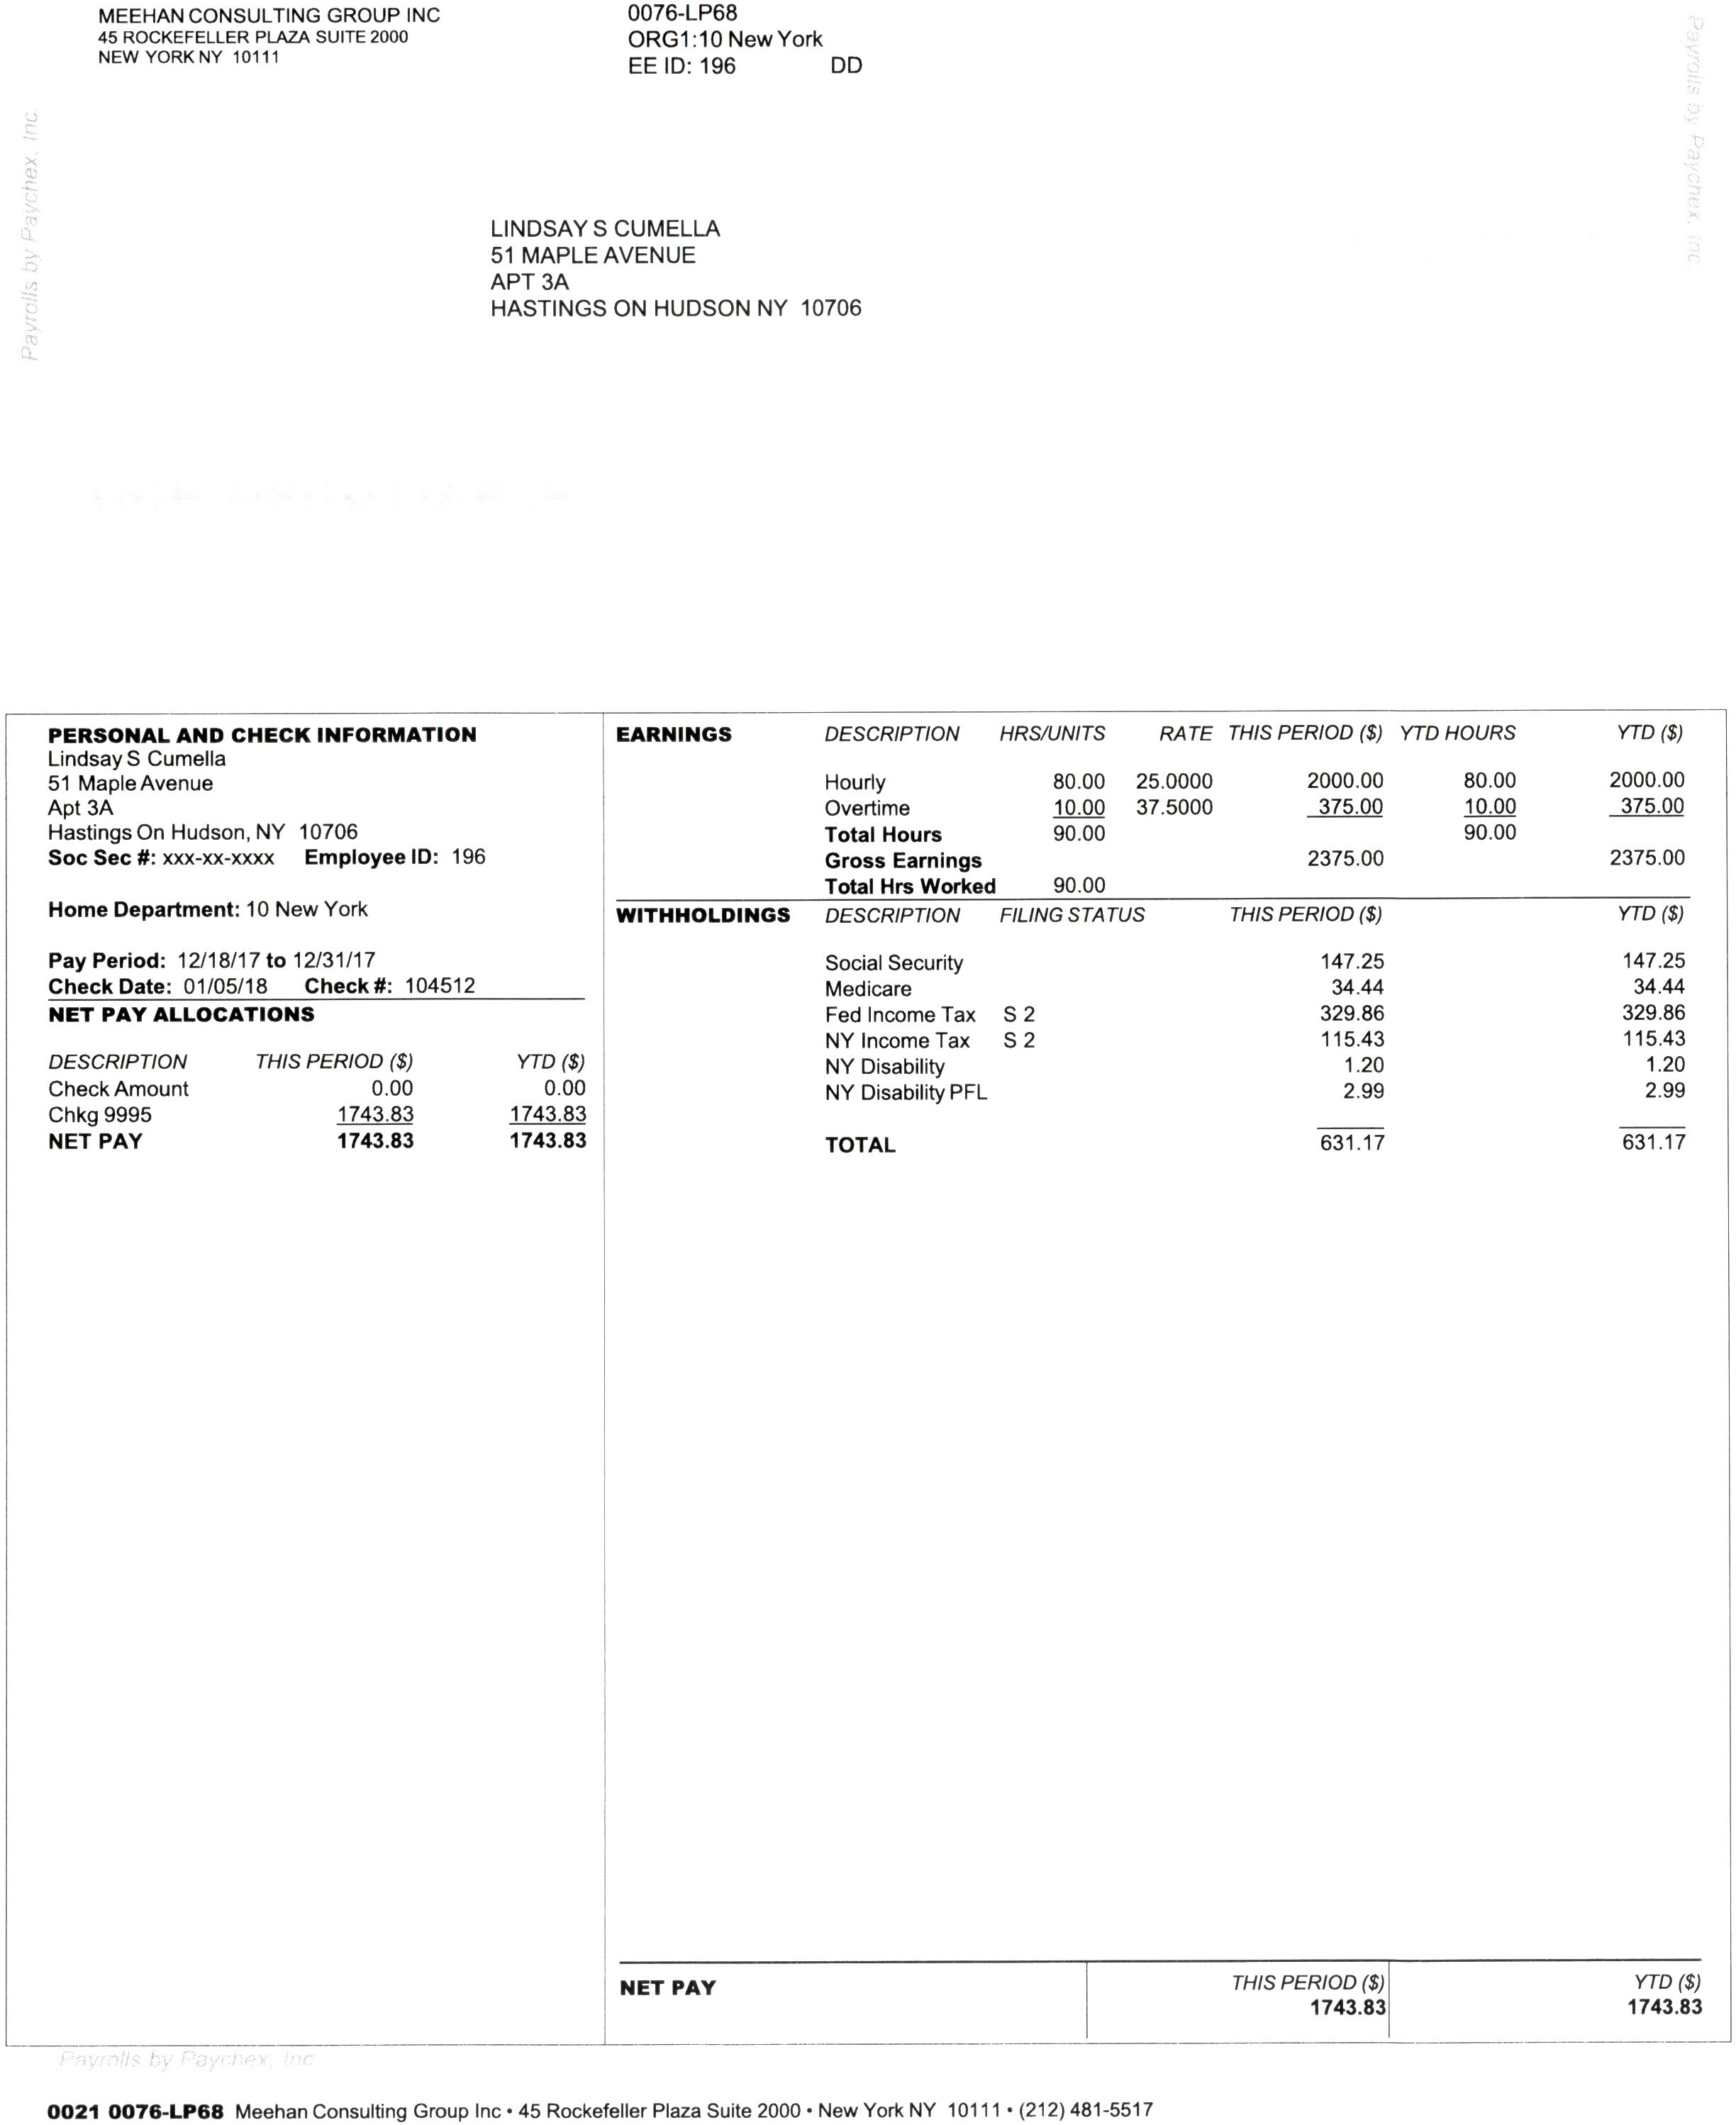 MEEHAN CONSULTING GROUP INC
45 ROCKEFELLER PLAZA SUITE 2000
NEW YORK NY 10111
0076-LP68
ORG1:10 New York
EE ID: 196 DD
Payrolls by Paychex, Inc.
Payrolls by Paychex, Inc.
LINDSAY S CUMELLA
51 MAPLE AVENUE
APT 3A
HASTINGS ON HUDSON NY 10706
PERSONAL AND CHECK INFORMATION
Lindsay S Cumella
51 Maple Avenue
Apt 3A
Hastings On Hudson, NY 10706
Soc Sec #: xxx-xx-xxxx Employee ID: 196
Home Department: 10 New York
Pay Period: 12/18/17 to 12/31/17
Check Date: 01/05/18 Check #: 104512
NET PAY ALLOCATIONS
DESCRIPTION THIS PERIOD ($) YTD ($)
Check Amount 0.00 0.00
Chkg 9995 1743.83 1743.83
NET PAY 1743.83 1743.83
EARNINGS DESCRIPTION HRS/UNITS RATE THIS PERIOD ($) YTD HOURS YTD ($)
Hourly 80.00 25.0000 2000.00 80.00 2000.00
Overtime 10.00 37.5000 375.00 10.00 375.00
Total Hours 90.00 90.00
Gross Earnings 2375.00 2375.00
Total Hrs Worked 90.00
WITHHOLDINGS DESCRIPTION FILING STATUS THIS PERIOD ($) YTD ($)
Social Security 147.25 147.25
Medicare 34.44 34.44
Fed Income Tax S 2 329.86 329.86
NY Income Tax S 2 115.43 115.43
NY Disability 1.20 1.20
NY Disability PFL 2.99 2.99
TOTAL 631.17 631.17
NET PAY THIS PERIOD ($) YTD ($)
1743.83 1743.83
Payrolls by Paychex, Inc
0021 0076-LP68 Meehan Consulting Group Inc • 45 Rockefeller Plaza Suite 2000 • New York NY 10111 • (212) 481-5517